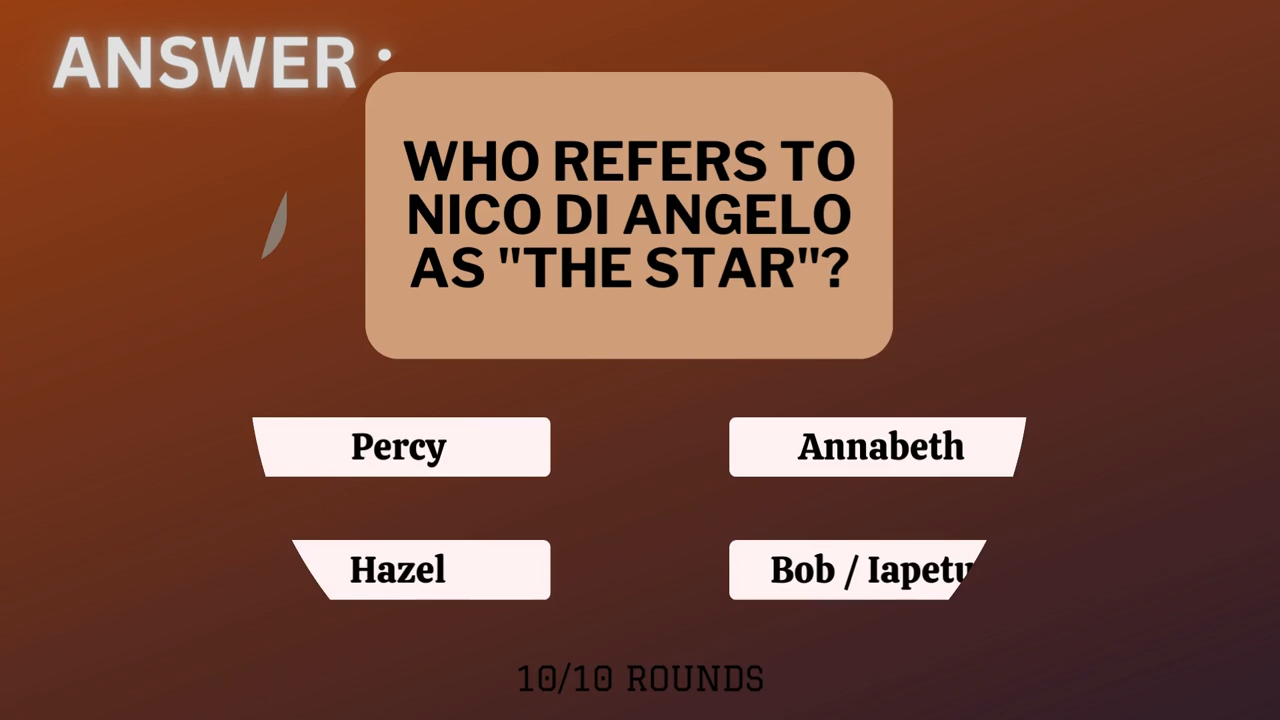 ANSWER :
WHO REFERS TO
NICO DI ANGELO
AS "THE STAR"?
Percy
Annabeth
Hazel
Bob / Iapetu
10/10 ROUNDS